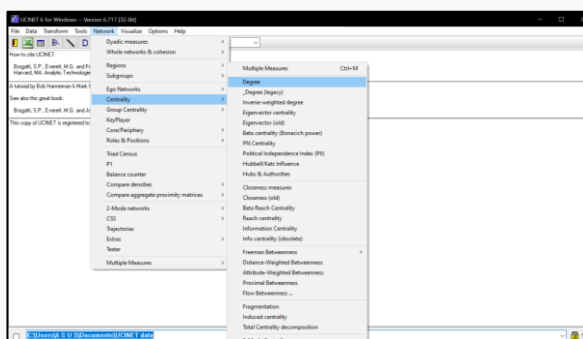 UCINET 6 for Windows -- Version 6.717 [32-Bit]
File Data Transform Tools Network Visualize Options Help
D
How to cite UCINET:
Borgatti, S.P., Everett, M.G. and
Harvard, MA: Analytic Technologie
A tutorial by Bob Hanneman & Mark
See also this great book:
Borgatti, S.P., Everett, M.G. and
This copy of UCINET is registered to
Dyadic measures
Whole networks & cohesion
Regions
Subgroups
Ego Networks
Centrality
Group Centrality
KeyPlayer
Core/Periphery
Roles & Positions
Triad Census
P1
Balance counter
Compare densities
Compare aggregate proximity matrices
2-Mode networks
CSS
Trajectories
Extras
Tester
Multiple Measures
Multiple Measures Ctrl+M
Degree
_Degree (legacy)
Inverse-weighted degree
Eigenvector centrality
Eigenvector (old)
Beta centrality (Bonacich power)
PN Centrality
Political Independence Index (PII)
Hubbell/Katz Influence
Hubs & Authorities
Closeness measures
Closeness (old)
Beta Reach Centrality
Reach centrality
Information Centrality
Info centrality (obsolete)
Freeman Betweenness
Distance-Weighted Betweenness
Attribute-Weighted Betweenness
Proximal Betweenness
Flow Betweenness ...
Fragmentation
Induced centrality
Total Centrality decomposition
C:\Users\A S U S\Documents\UCINET data